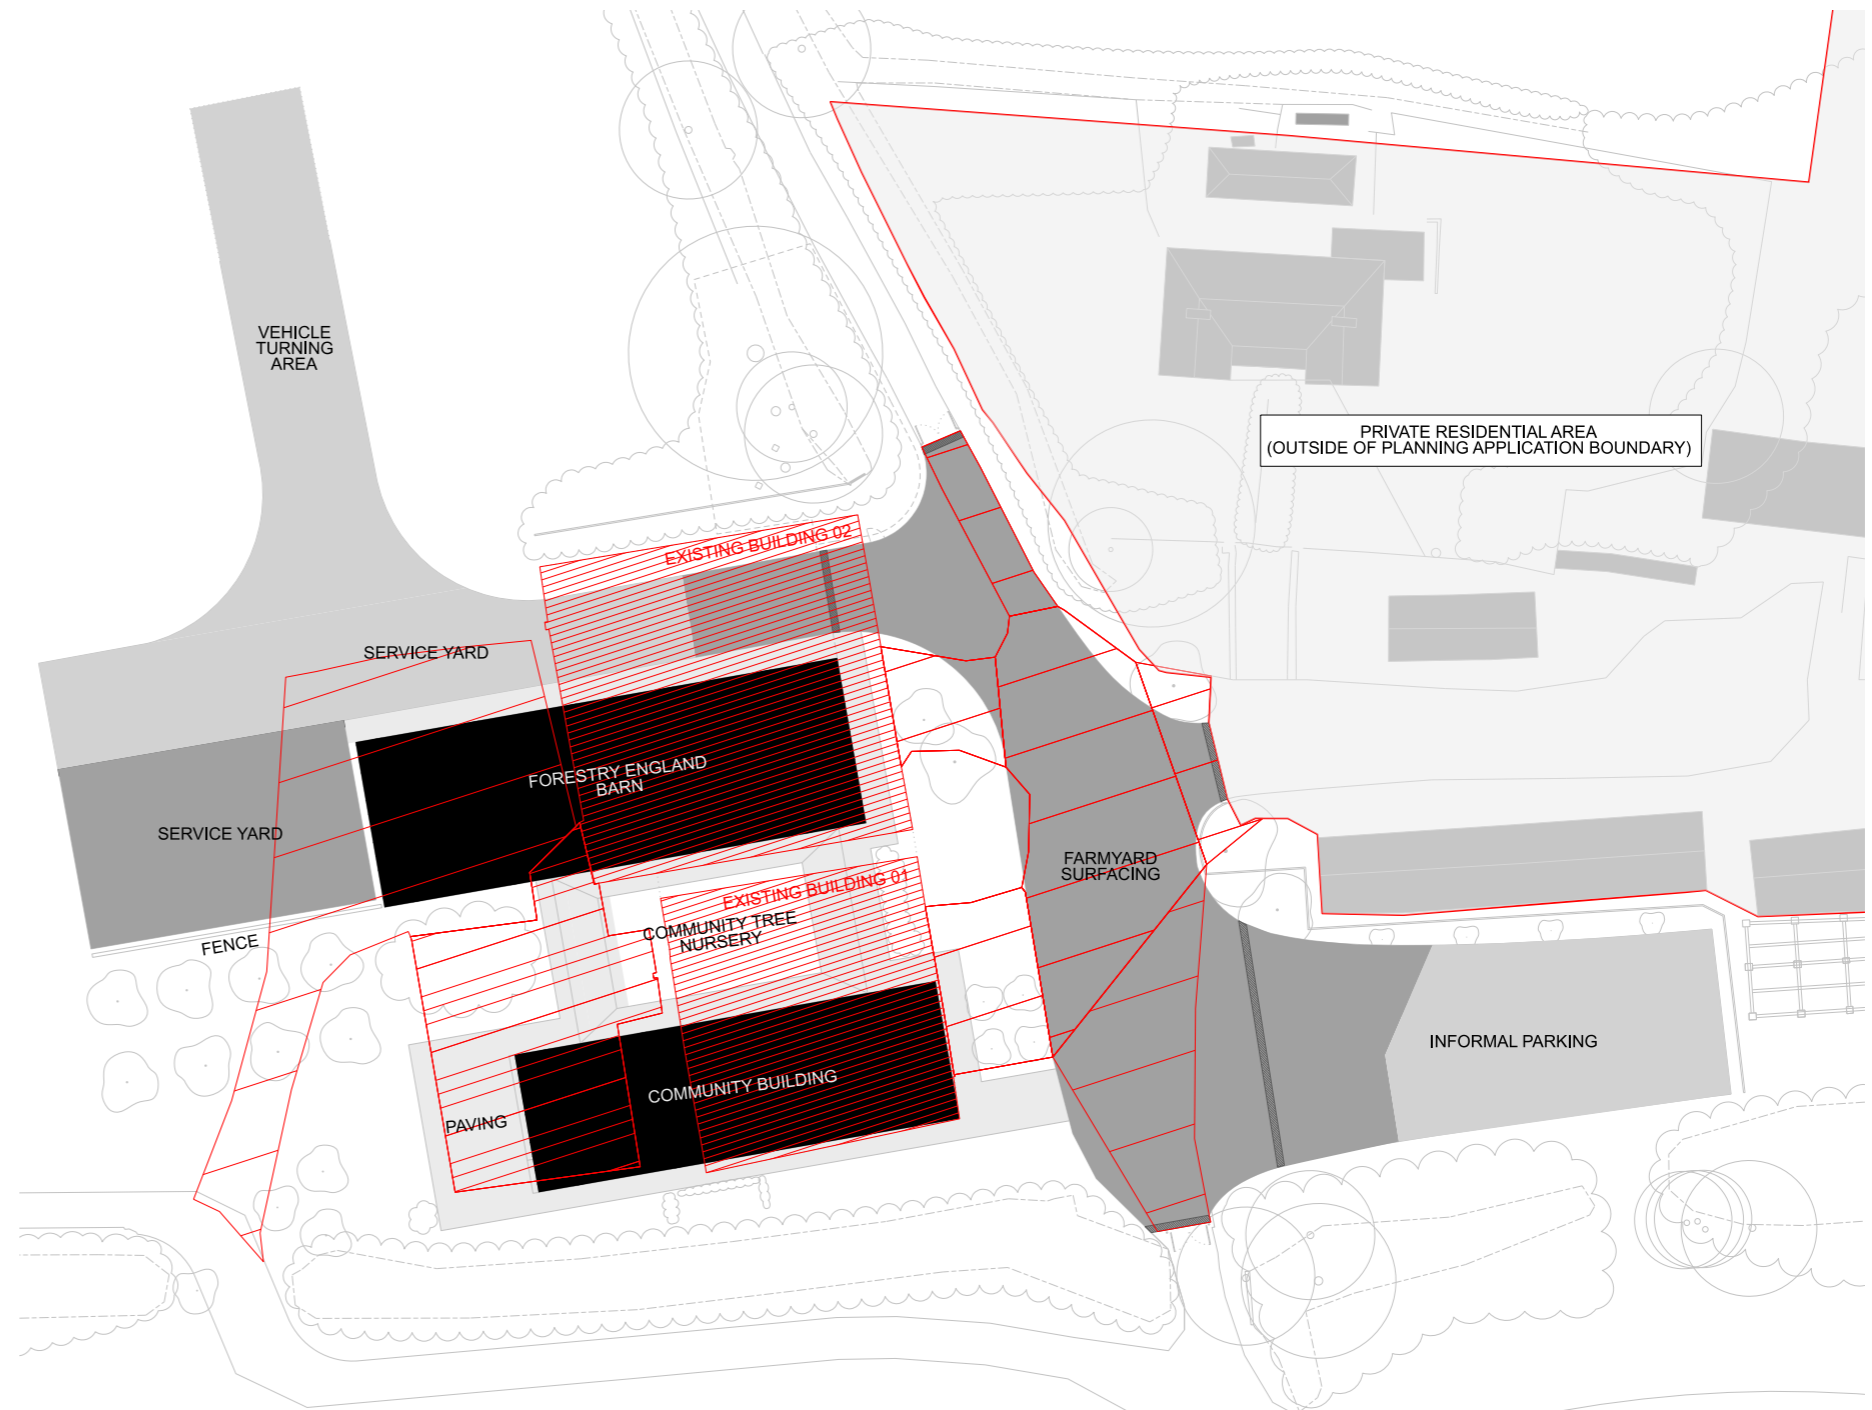 VEHICLE
TURNING
AREA
PRIVATE RESIDENTIAL AREA
(OUTSIDE OF PLANNING APPLICATION BOUNDARY)
EXISTING BUILDING 02
SERVICE YARD
FORESTRY ENGLAND
BARN
SERVICE YARD
FARMYARD
SURFACING
EXISTING BUILDING 01
COMMUNITY TREE
NURSERY
FENCE
INFORMAL PARKING
COMMUNITY BUILDING
PAVING